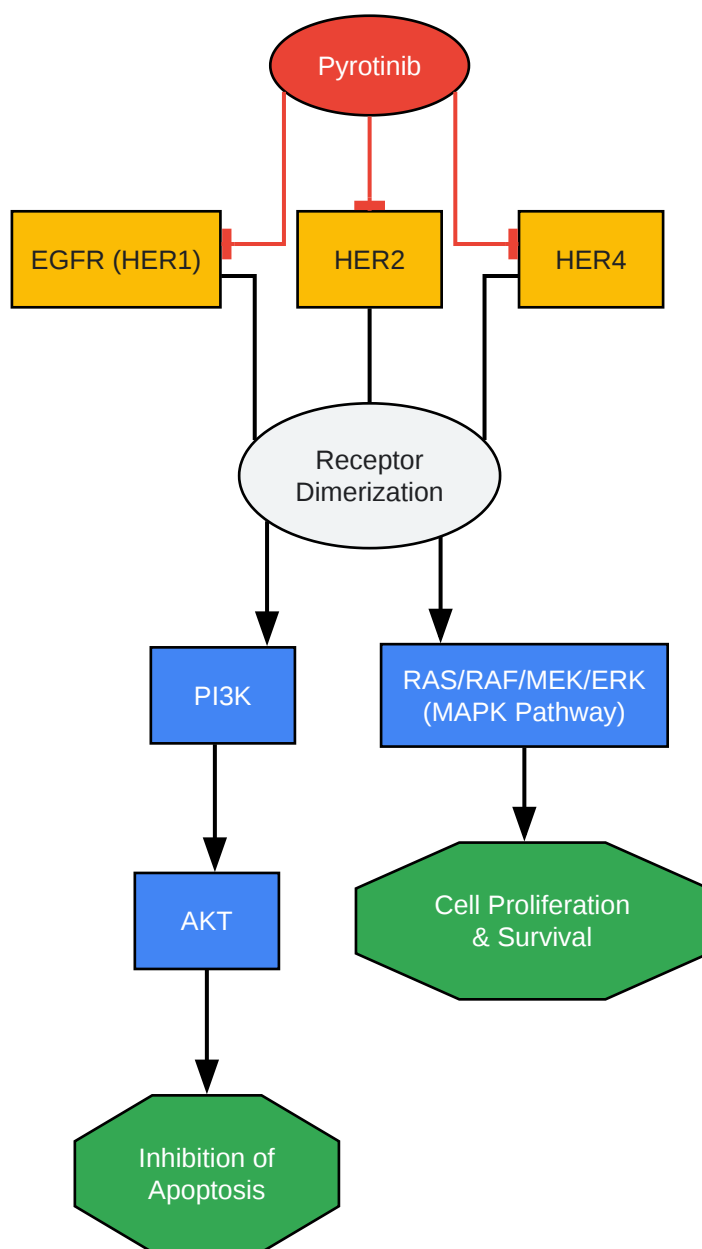 Pyrotinib
EGFR (HER1)
HER2
HER4
Receptor
Dimerization
PI3K
RAS/RAF/MEK/ERK
(MAPK Pathway)
AKT
Cell Proliferation
& Survival
Inhibition of
Apoptosis